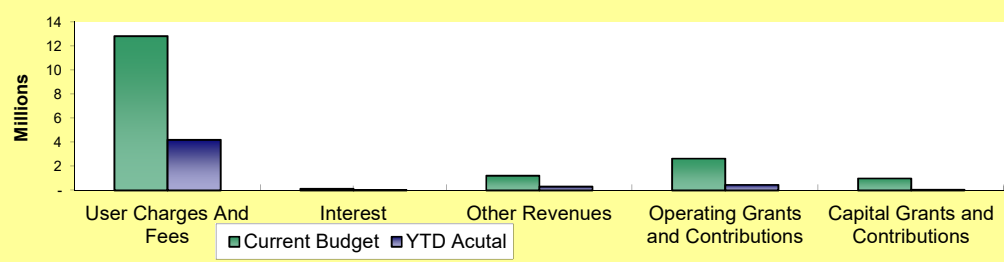 14
12
10
8
6
4
2
-
Millions
User Charges And
Fees
Interest
Other Revenues
Operating Grants
and Contributions
Capital Grants and
Contributions
Current Budget YTD Acutal